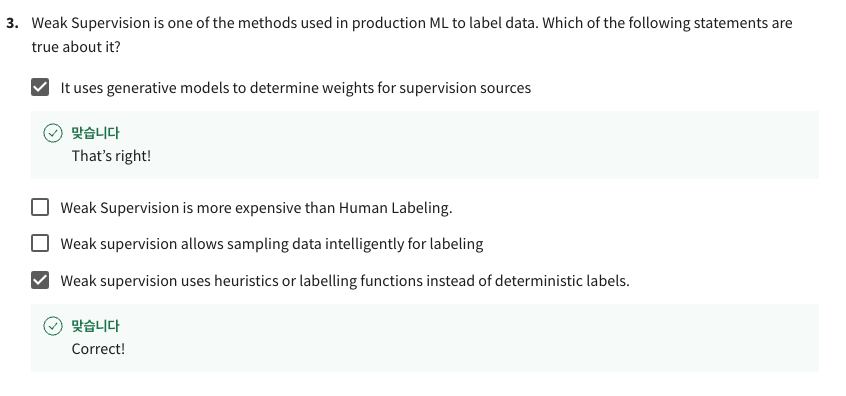 3. Weak Supervision is one of the methods used in production ML to label data. Which of the following statements are
true about it?
It uses generative models to determine weights for supervision sources
맞습니다
That's right!
Weak Supervision is more expensive than Human Labeling.
Weak supervision allows sampling data intelligently for labeling
Weak supervision uses heuristics or labelling functions instead of deterministic labels.
맞습니다
Correct!